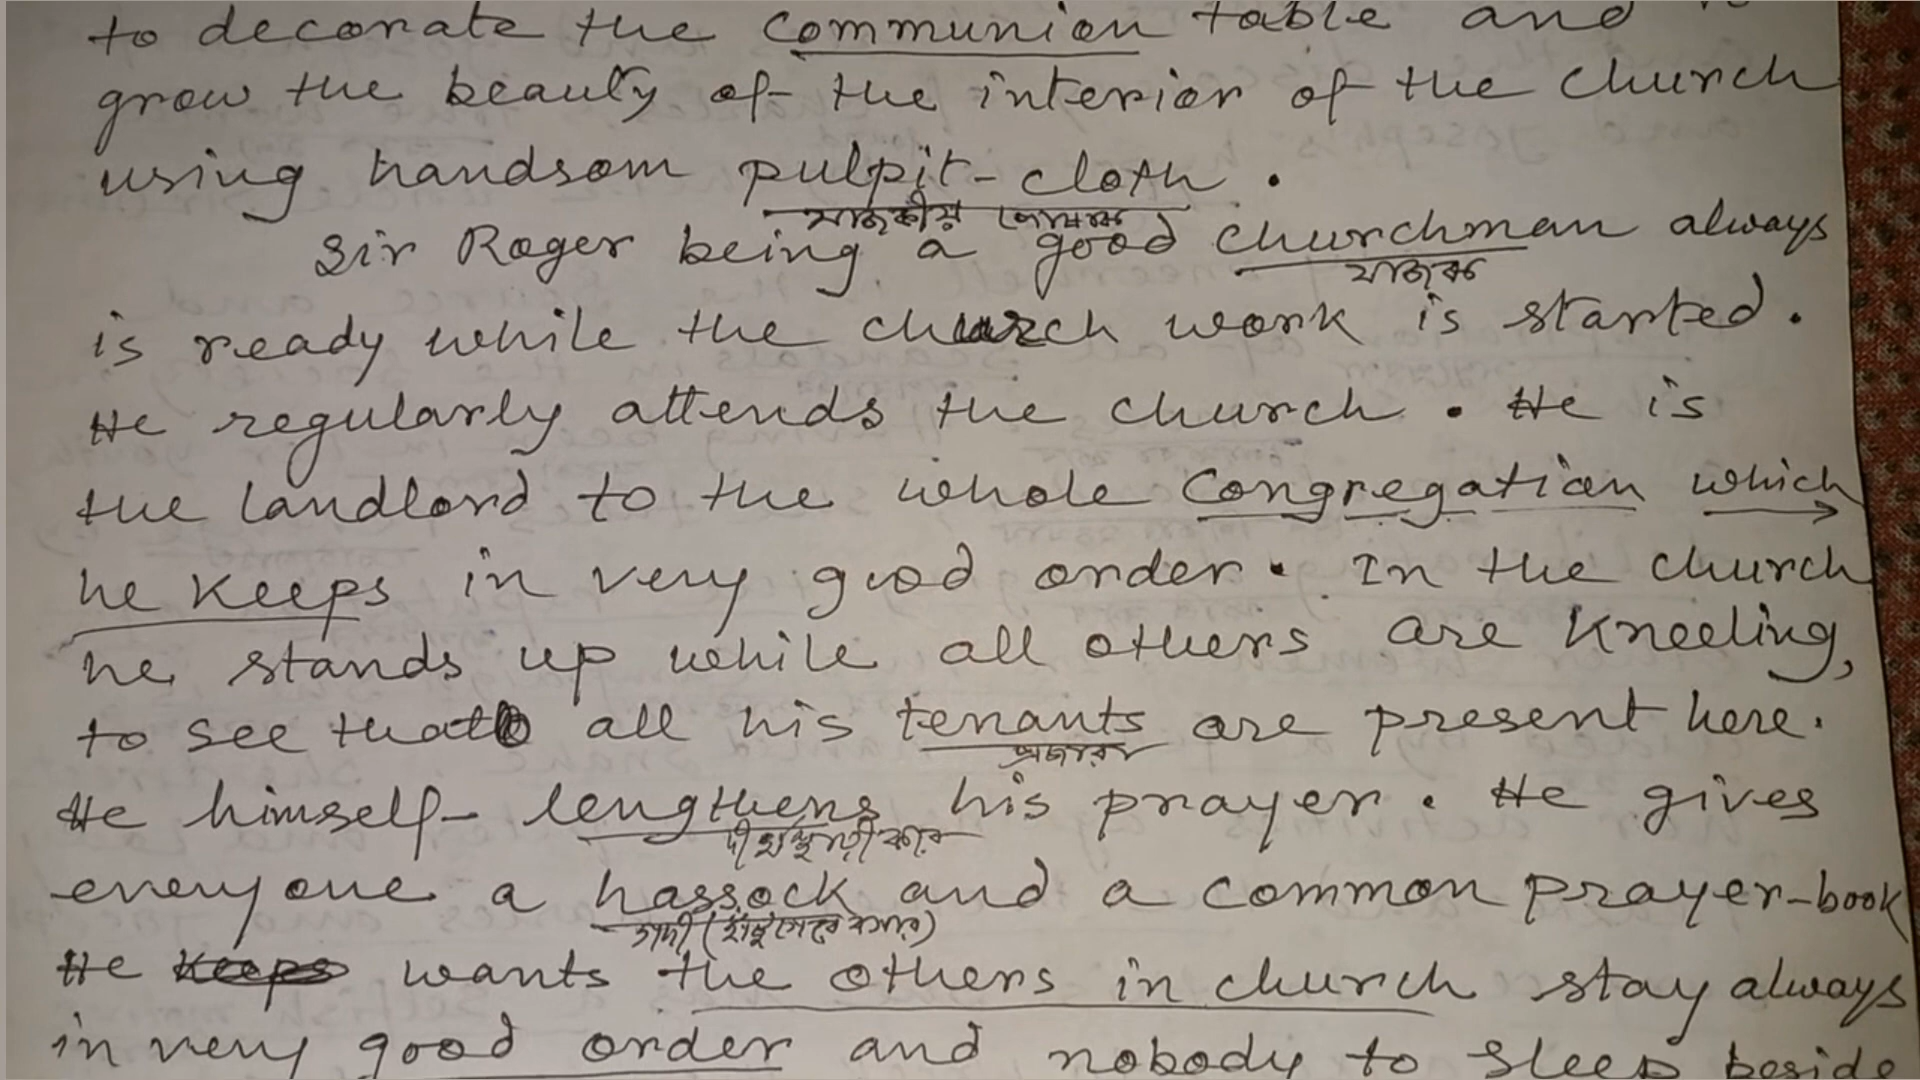 to decorate the communion table and to
grow the beauty of the interior of the church
using handsom pulpit-cloth.
যাজকীয় পোষাক
Sir Roger being a good churchman always
যাজক
is ready while the church work is started.
He regularly attends the church. He is
the landlord to the whole congregation which
he keeps in very good order. In the church
he stands up while all others are kneeling,
to see that all his tenants are present here.
প্রজারা
He himself lengthens his prayer. He gives
everyone a hassock and a common prayer-book
গদী (হাঁটু গেরে বসার)
He keeps wants the others in church stay always
in very good order and nobody to sleep beside